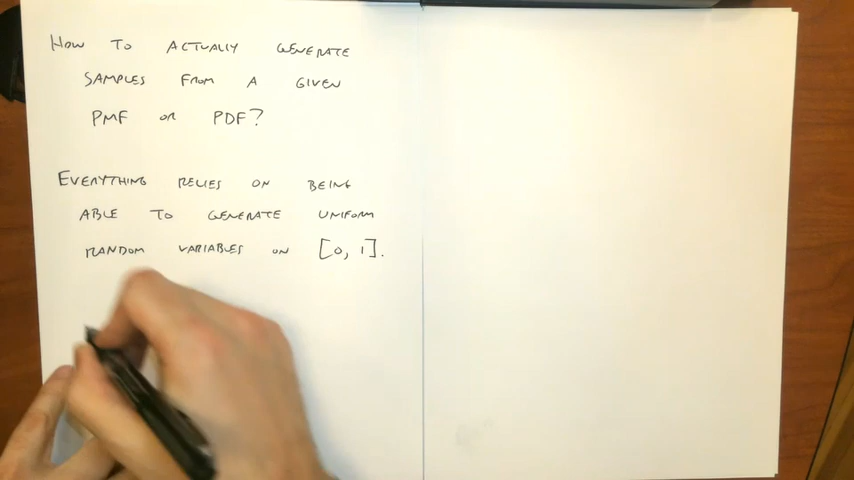 HOW TO ACTUALLY GENERATE
SAMPLES FROM A GIVEN
PMF OR PDF?
EVERYTHING RELIES ON BEING
ABLE TO GENERATE UNIFORM
RANDOM VARIABLES ON [0, 1].